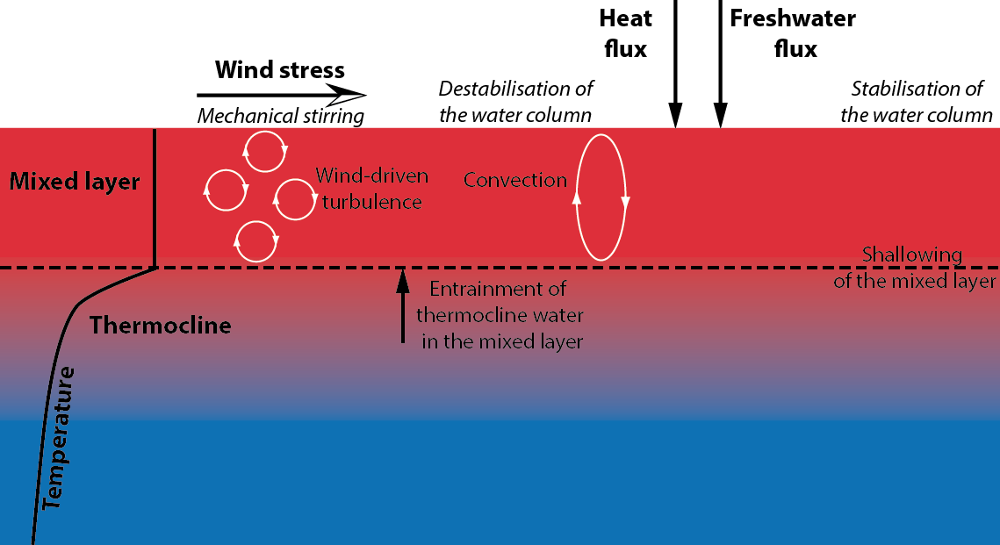 Heat
flux
Freshwater
flux
Wind stress
Mechanical stirring
Destabilisation of
the water column
Stabilisation of
the water column
Mixed layer
Wind-driven
turbulence
Convection
Shallowing
of the mixed layer
Entrainment of
thermocline water
in the mixed layer
Thermocline
Temperature